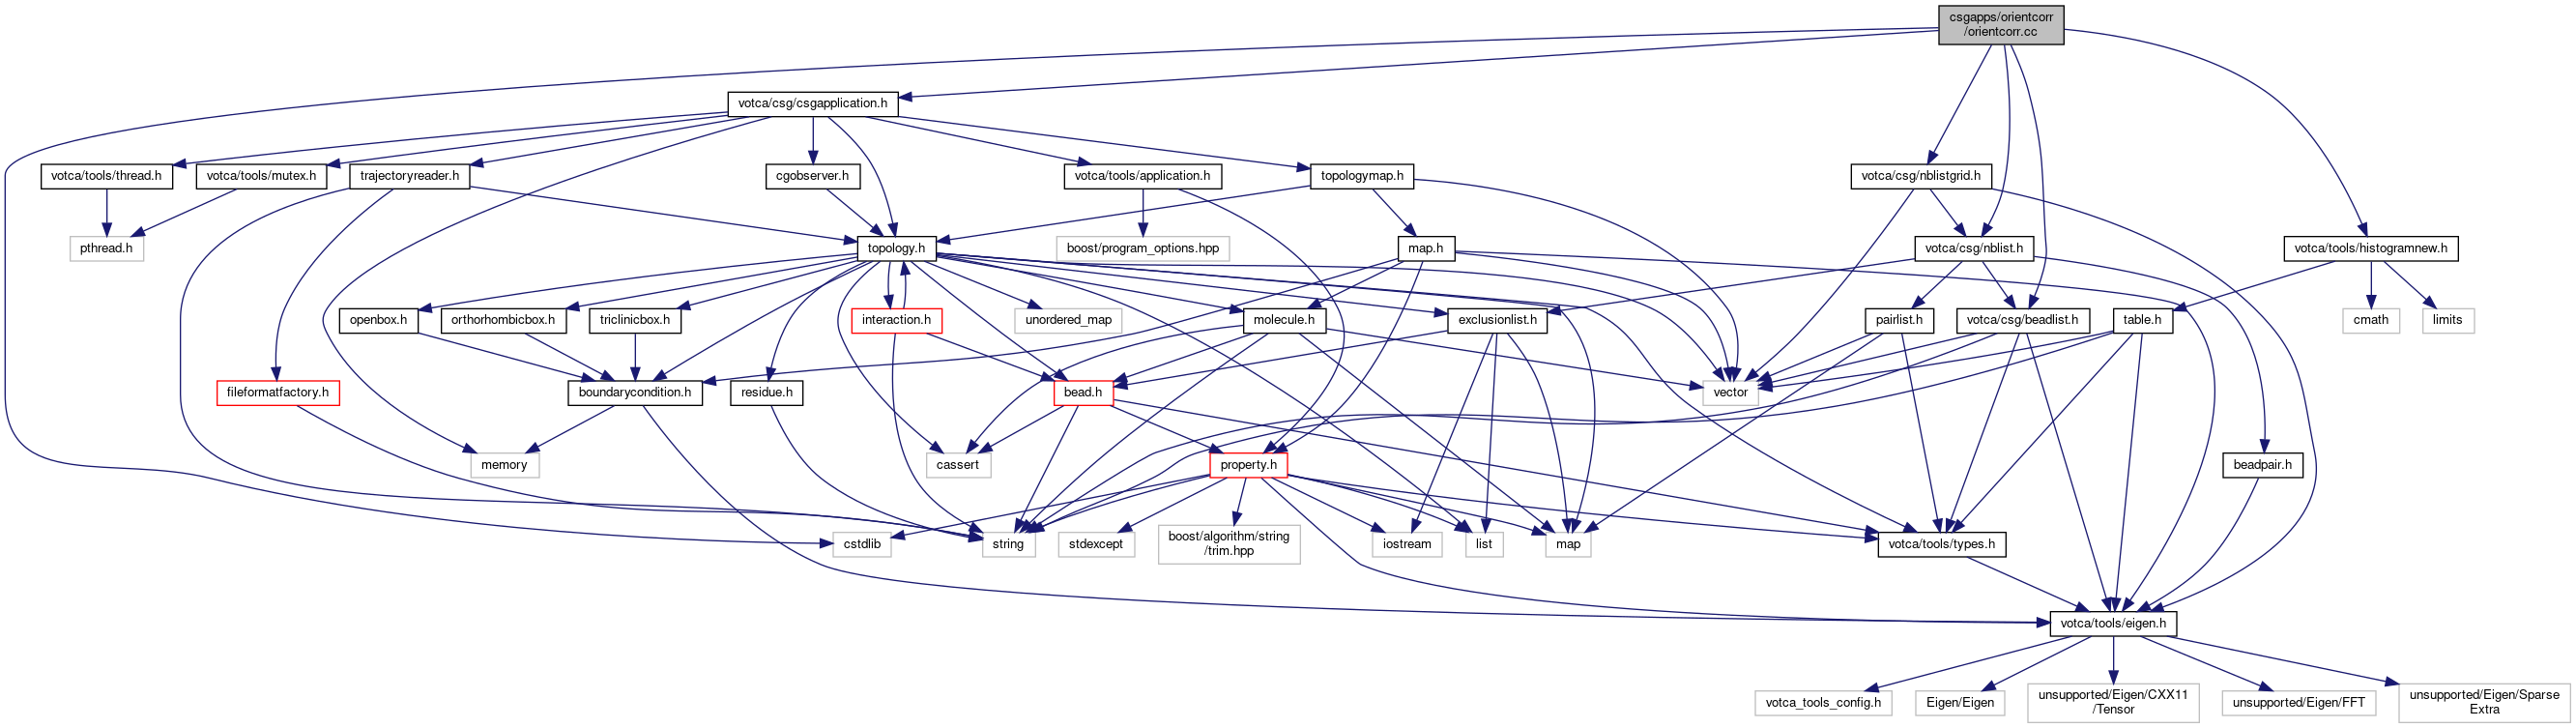 csgapps/orientcorr
/orientcorr.cc
votca/csg/csgapplication.h
votca/tools/thread.h
votca/tools/mutex.h
trajectoryreader.h
cgobserver.h
votca/tools/application.h
topologymap.h
votca/csg/nblistgrid.h
pthread.h
topology.h
boost/program_options.hpp
map.h
votca/csg/nblist.h
votca/tools/histogramnew.h
openbox.h
orthorhombicbox.h
triclinicbox.h
interaction.h
unordered_map
molecule.h
exclusionlist.h
pairlist.h
votca/csg/beadlist.h
table.h
cmath
limits
fileformatfactory.h
boundarycondition.h
residue.h
bead.h
vector
memory
cassert
property.h
beadpair.h
cstdlib
string
stdexcept
boost/algorithm/string
/trim.hpp
iostream
list
map
votca/tools/types.h
votca/tools/eigen.h
votca_tools_config.h
Eigen/Eigen
unsupported/Eigen/CXX11
/Tensor
unsupported/Eigen/FFT
unsupported/Eigen/Sparse
Extra